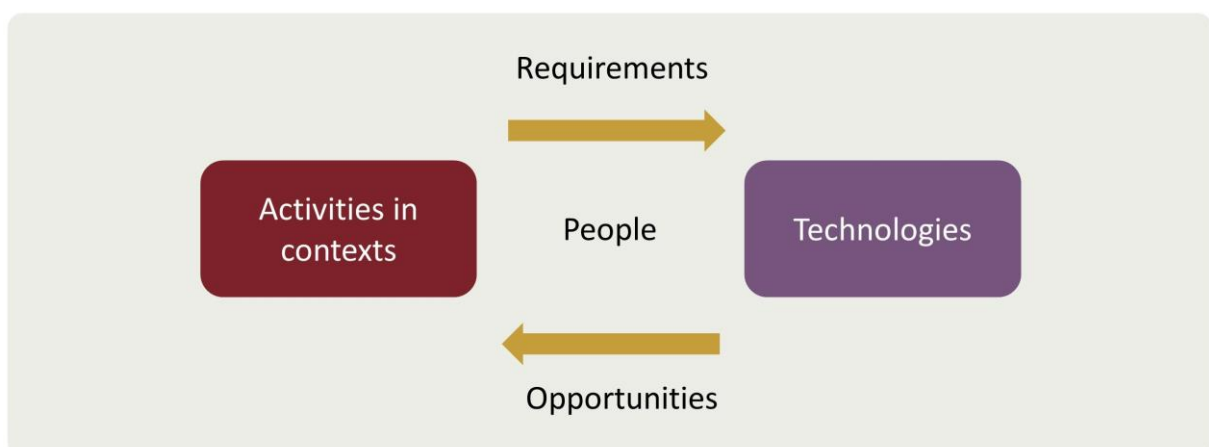 Requirements
Activities in
contexts
People
Technologies
Opportunities